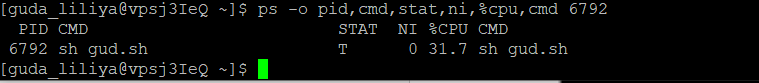 [guda_liliya@vpsj3IeQ ~]$ ps -o pid,cmd,stat,ni,%cpu,cmd 6792
PID CMD STAT NI %CPU CMD
6792 sh gud.sh T 0 31.7 sh gud.sh
[guda_liliya@vpsj3IeQ ~]$